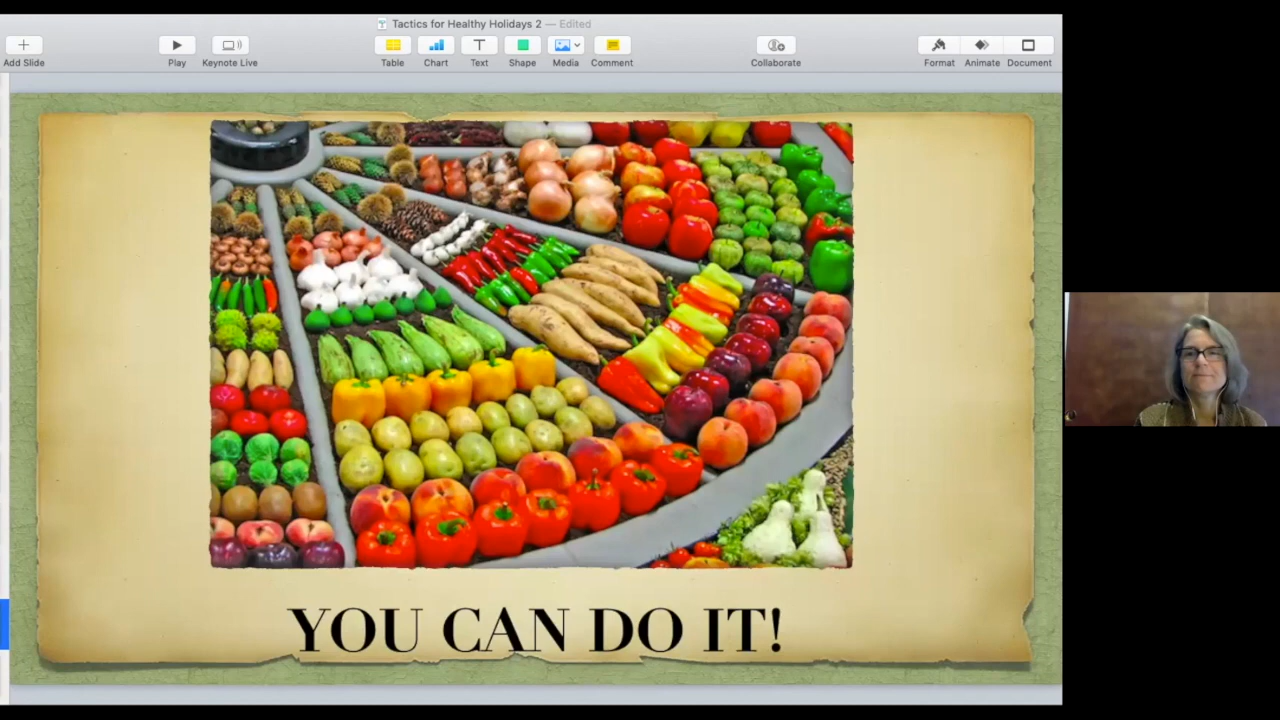 Tactics for Healthy Holidays 2 — Edited
Add Slide
Play
Keynote Live
Table
Chart
Text
Shape
Media
Comment
Collaborate
Format
Animate
Document
YOU CAN DO IT!